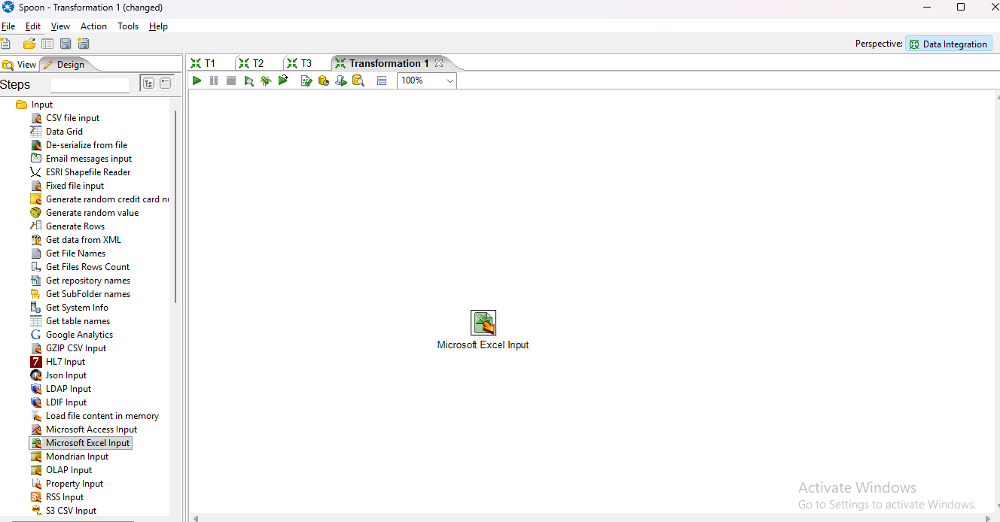 Spoon - Transformation 1 (changed)
File Edit View Action Tools Help
Perspective: Data Integration
View Design
T1 T2 T3 Transformation 1
Steps
100%
Input
CSV file input
Data Grid
De-serialize from file
Email messages input
ESRI Shapefile Reader
Fixed file input
Generate random credit card
Generate random value
Generate Rows
Get data from XML
Get File Names
Get Files Rows Count
Get repository names
Get SubFolder names
Get System Info
Get table names
Google Analytics
GZIP CSV Input
HL7 Input
Json Input
LDAP Input
LDIF Input
Load file content in memory
Microsoft Access Input
Microsoft Excel Input
Mondrian Input
OLAP Input
Property Input
RSS Input
S3 CSV Input
Microsoft Excel Input
Activate Windows
Go to Settings to activate Windows.